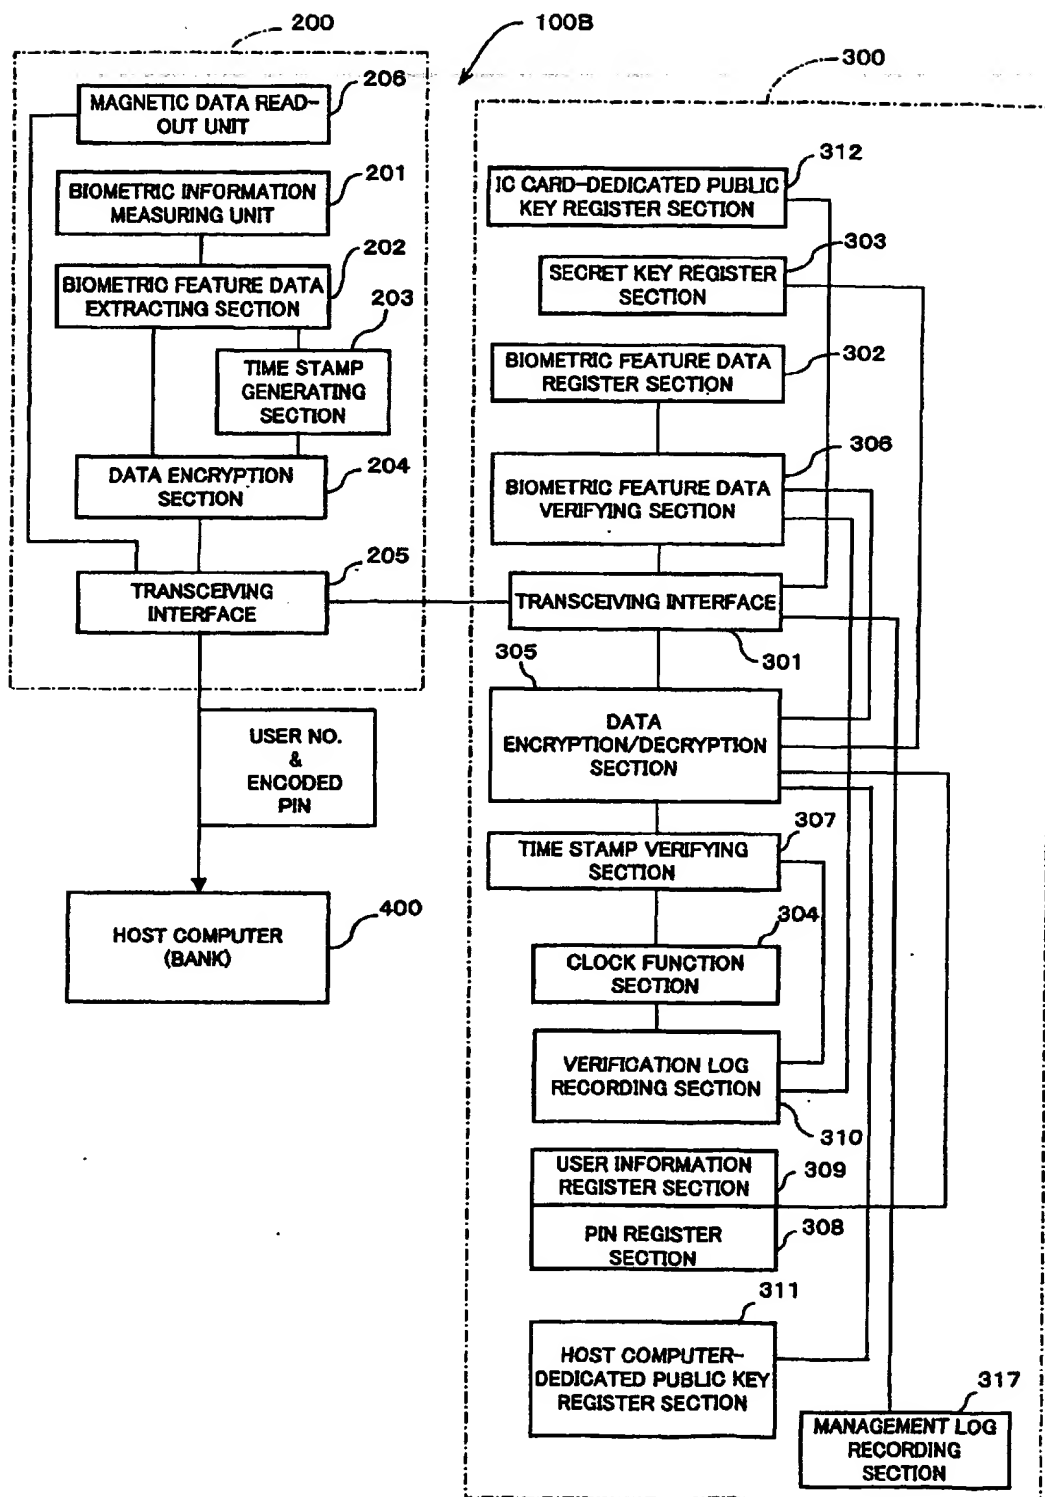 200
100B
206
MAGNETIC DATA READ-
OUT UNIT
201
BIOMETRIC INFORMATION
MEASURING UNIT
202
BIOMETRIC FEATURE DATA
EXTRACTING SECTION
203
TIME STAMP
GENERATING
SECTION
204
DATA ENCRYPTION
SECTION
205
TRANSCEIVING
INTERFACE
USER NO.
&
ENCODED
PIN
400
HOST COMPUTER
(BANK)
300
312
IC CARD-DEDICATED PUBLIC
KEY REGISTER SECTION
303
SECRET KEY REGISTER
SECTION
302
BIOMETRIC FEATURE DATA
REGISTER SECTION
306
BIOMETRIC FEATURE DATA
VERIFYING SECTION
TRANSCEIVING INTERFACE
301
305
DATA
ENCRYPTION/DECRYPTION
SECTION
307
TIME STAMP VERIFYING
SECTION
304
CLOCK FUNCTION
SECTION
VERIFICATION LOG
RECORDING SECTION
310
USER INFORMATION
REGISTER SECTION
309
PIN REGISTER
SECTION
308
311
HOST COMPUTER-
DEDICATED PUBLIC KEY
REGISTER SECTION
317
MANAGEMENT LOG
RECORDING
SECTION